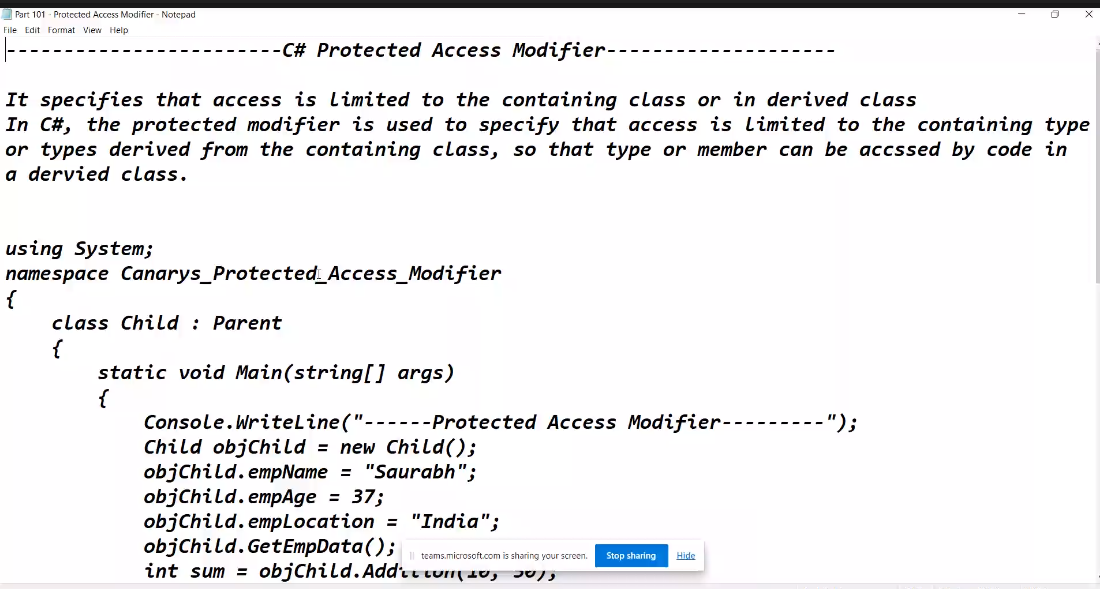 Part 101 - Protected Access Modifier - Notepad
File Edit Format View Help
------------------------C# Protected Access Modifier--------------------
It specifies that access is limited to the containing class or in derived class
In C#, the protected modifier is used to specify that access is limited to the containing type
or types derived from the containing class, so that type or member can be accssed by code in
a dervied class.
using System;
namespace Canarys_Protected_Access_Modifier
{
class Child : Parent
{
static void Main(string[] args)
{
Console.WriteLine("------Protected Access Modifier---------");
Child objChild = new Child();
objChild.empName = "Saurabh";
objChild.empAge = 37;
objChild.empLocation = "India";
objChild.GetEmpData();
teams.microsoft.com is sharing your screen. Stop sharing Hide
int sum = objChild.Addition(10, 50);